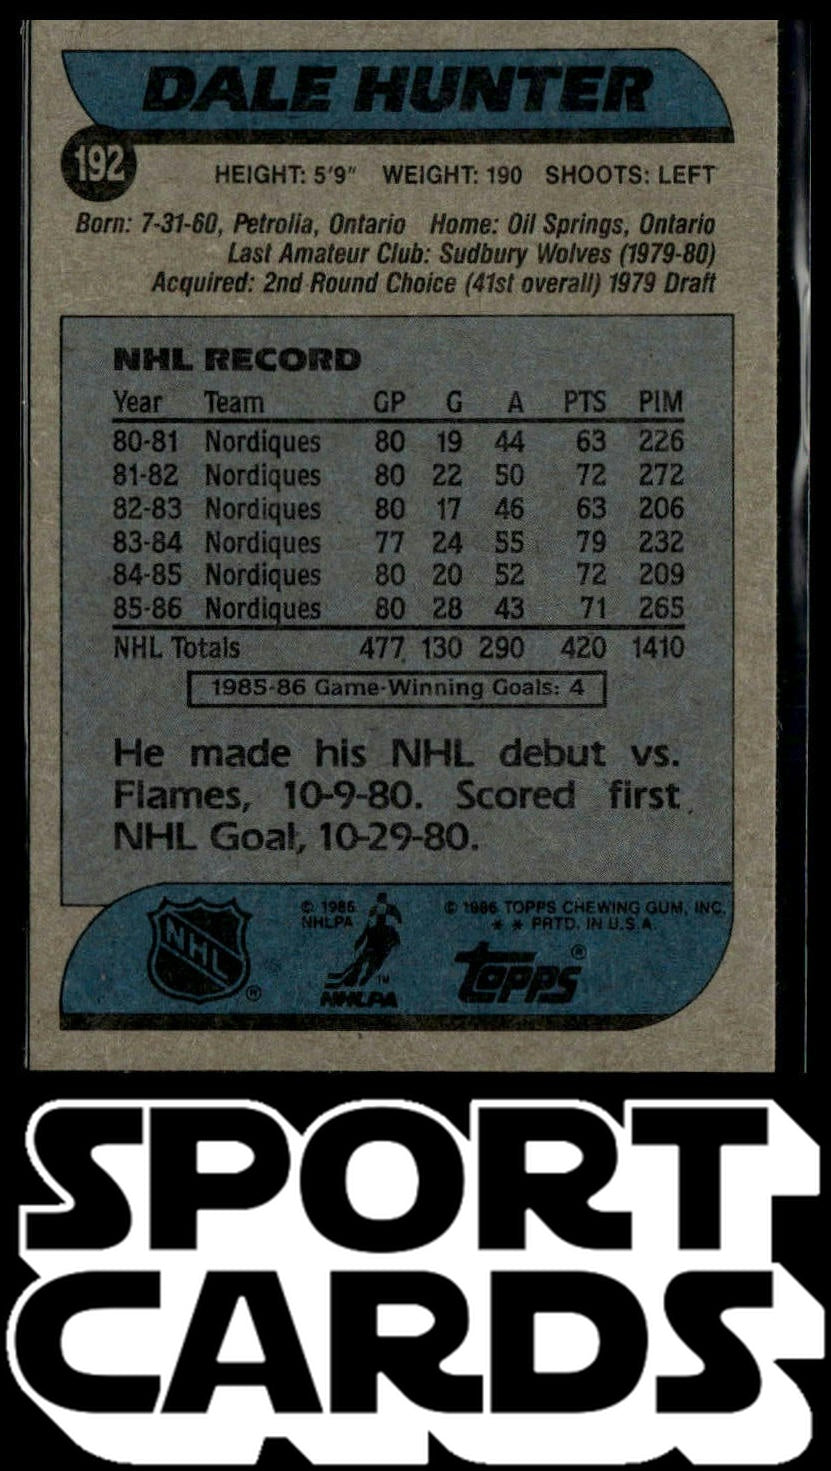 DALE HUNTER
192
HEIGHT: 5'9" WEIGHT: 190 SHOOTS: LEFT
Born: 7-31-60, Petrolia, Ontario Home: Oil Springs, Ontario
Last Amateur Club: Sudbury Wolves (1979-80)
Acquired: 2nd Round Choice (41st overall) 1979 Draft
NHL RECORD
Year Team GP G A PTS PIM
80-81 Nordiques 80 19 44 63 226
81-82 Nordiques 80 22 50 72 272
82-83 Nordiques 80 17 46 63 206
83-84 Nordiques 77 24 55 79 232
84-85 Nordiques 80 20 52 72 209
85-86 Nordiques 80 28 43 71 265
NHL Totals 477 130 290 420 1410
1985-86 Game-Winning Goals: 4
He made his NHL debut vs.
Flames, 10-9-80. Scored first
NHL Goal, 10-29-80.
NHL ®
© 1986
NHLPA
TM
NHLPA
© 1986 TOPPS CHEWING GUM, INC.
* * PRTD. IN U.S.A.
topps ®
SPORT
CARDS